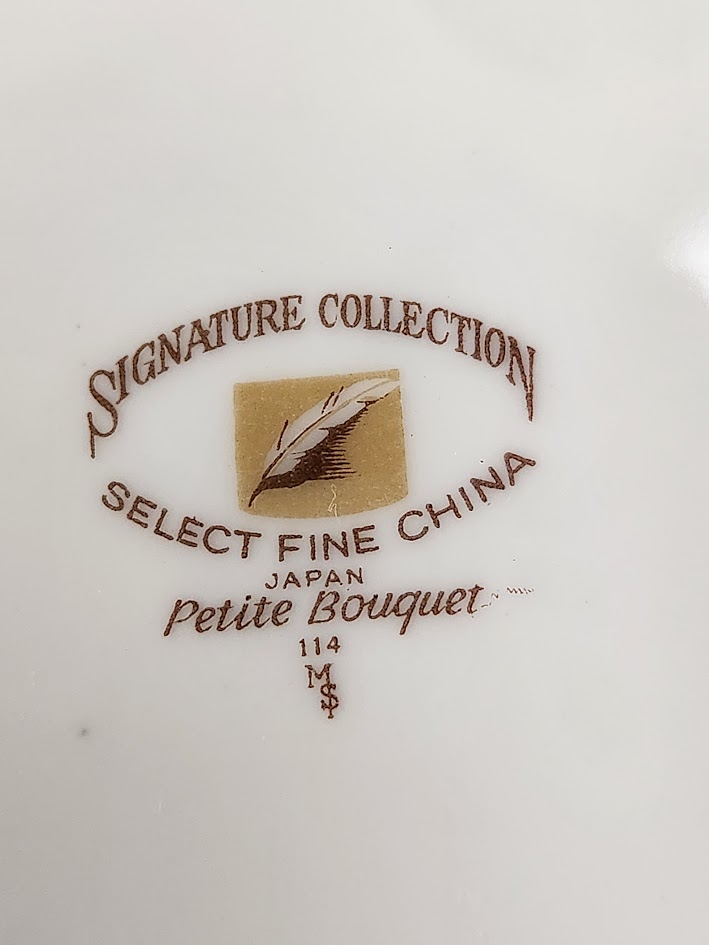 SIGNATURE COLLECTION
SELECT FINE CHINA
JAPAN
Petite Bouquet
114
M
S